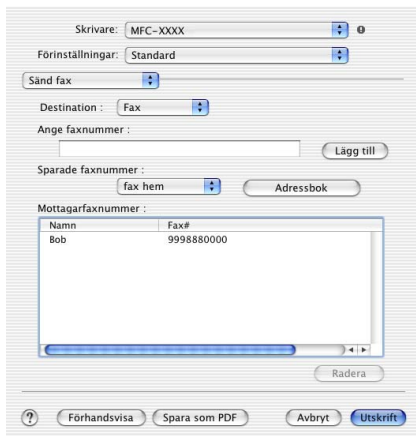 Skrivare: MFC-XXXX
Förinställningar: Standard
Sänd fax
Destination : Fax
Ange faxnummer :
Lägg till
Sparade faxnummer :
fax hem Adressbok
Mottagarfaxnummer :
Namn Fax#
Bob 9998880000
Radera
? Förhandsvisa Spara som PDF Avbryt Utskrift